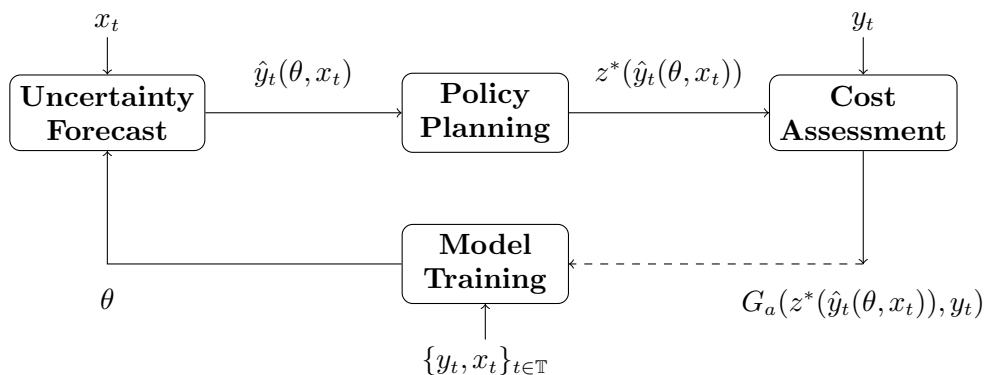 x_t
y_t
Uncertainty
Forecast
ŷ_t(θ, x_t)
Policy
Planning
z*(ŷ_t(θ, x_t))
Cost
Assessment
Model
Training
θ
G_a(z*(ŷ_t(θ, x_t)), y_t)
{y_t, x_t}_{t∈𝕋}